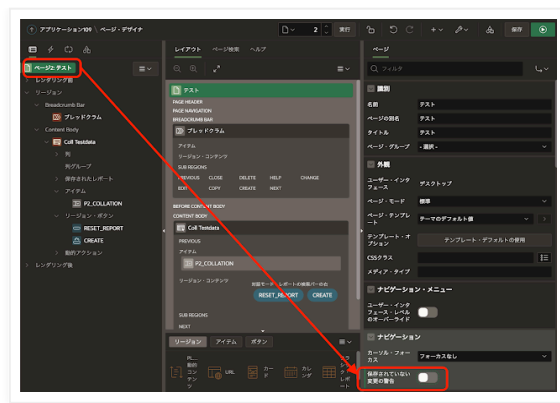 アプリケーション109 \ ページ・デザイナ
2
実行
保存
ページ2: テスト
レンダリング前
リージョン
Breadcrumb Bar
ブレッドクラム
Content Body
Coll Testdata
列
列グループ
保存されたレポート
アイテム
P2_COLLATION
リージョン・ボタン
RESET_REPORT
CREATE
動的アクション
レンダリング後
レイアウト ページ検索 ヘルプ
テスト
PAGE HEADER
PAGE NAVIGATION
BREADCRUMB BAR
ブレッドクラム
アイテム
リージョン・コンテンツ
SUB REGIONS
PREVIOUS CLOSE DELETE HELP CHANGE
EDIT COPY CREATE NEXT
BEFORE CONTENT BODY
CONTENT BODY
Coll Testdata
PREVIOUS
アイテム
P2_COLLATION
リージョン・コンテンツ
RESET_REPORT CREATE
SUB REGIONS
NEXT
リージョン アイテム ボタン
PL...
動的
コン
テン
ツ
URL
カー
ド
カレ
ンダ
レポ
ート
ページ
フィルタ
識別
名前 テスト
ページの別名 テスト
タイトル テスト
ページ・グループ - 選択 -
外観
ユーザー・インタ
フェース デスクトップ
ページ・モード 標準
ページ・テンプレ
ート テーマのデフォルト値
テンプレート・オ
プション テンプレート・デフォルトの使用
CSSクラス
メディア・タイプ
ナビゲーション・メニュー
ユーザー・インタ
フェース・レベル
のオーバーライド
ナビゲーション
カーソル・フォー
カス フォーカスなし
保存されていない
変更の警告